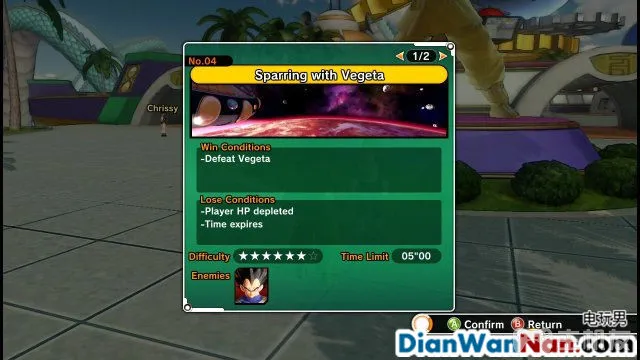 No.04
1/2
Sparring with Vegeta
Chrissy
Win Conditions
-Defeat Vegeta
Lose Conditions
-Player HP depleted
-Time expires
Difficulty ★★★★★★☆
Time Limit 05"00
Enemies
A Confirm B Return
电玩男
DianWanNan.com